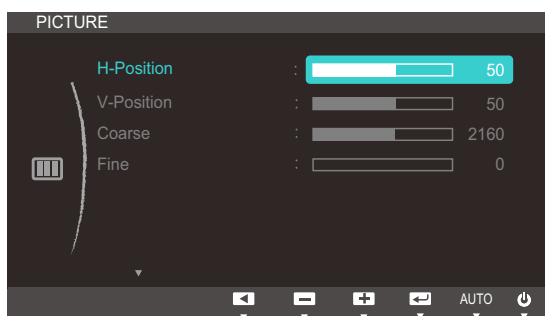 PICTURE
H-Position : 50
V-Position : 50
Coarse : 2160
Fine : 0
AUTO